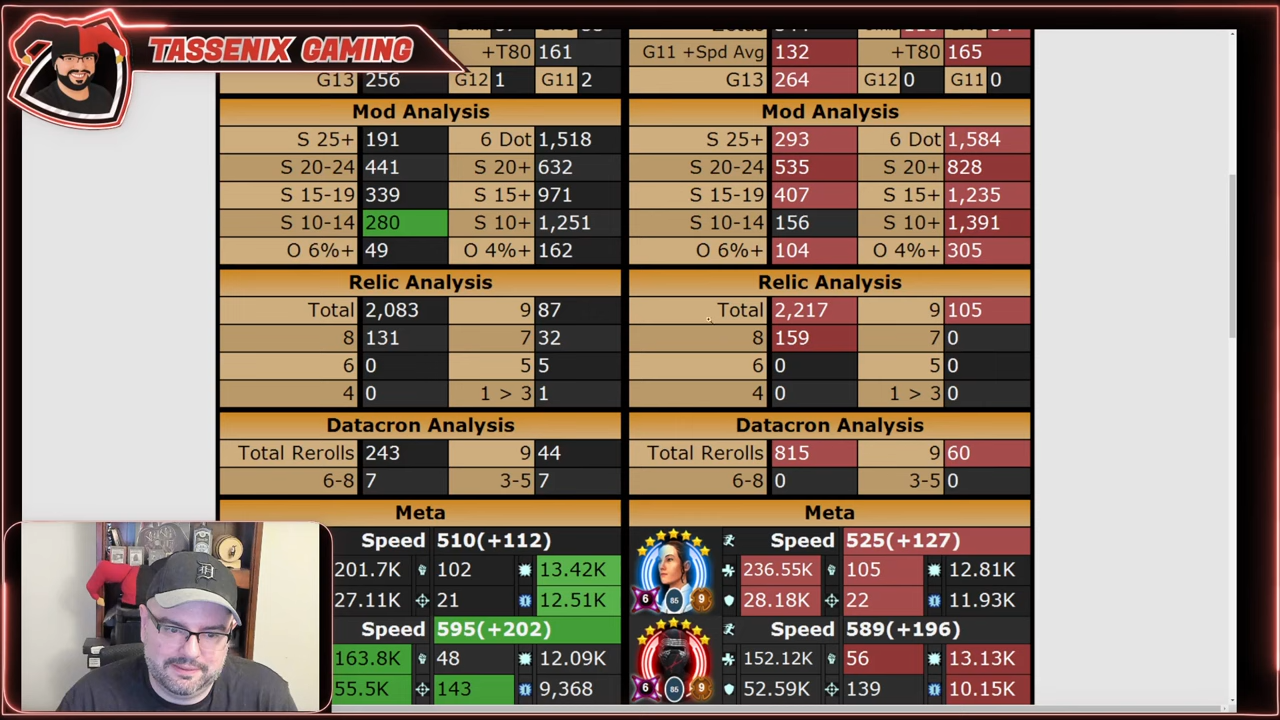 TASSENIX GAMING
+T80 161 G11 +Spd Avg 132 +T80 165
G13 256 G12 1 G11 2 G13 264 G12 0 G11 0
Mod Analysis Mod Analysis
S 25+ 191 6 Dot 1,518 S 25+ 293 6 Dot 1,584
S 20-24 441 S 20+ 632 S 20-24 535 S 20+ 828
S 15-19 339 S 15+ 971 S 15-19 407 S 15+ 1,235
S 10-14 280 S 10+ 1,251 S 10-14 156 S 10+ 1,391
O 6%+ 49 O 4%+ 162 O 6%+ 104 O 4%+ 305
Relic Analysis Relic Analysis
Total 2,083 9 87 Total 2,217 9 105
8 131 7 32 8 159 7 0
6 0 5 5 6 0 5 0
4 0 1 > 3 1 4 0 1 > 3 0
Datacron Analysis Datacron Analysis
Total Rerolls 243 9 44 Total Rerolls 815 9 60
6-8 7 3-5 7 6-8 0 3-5 0
Meta Meta
Speed 510(+112) Speed 525(+127)
201.7K 102 13.42K 236.55K 105 12.81K
27.11K 21 12.51K 6 85 9 28.18K 22 11.93K
Speed 595(+202) Speed 589(+196)
163.8K 48 12.09K 152.12K 56 13.13K
55.5K 143 9,368 6 85 9 52.59K 139 10.15K